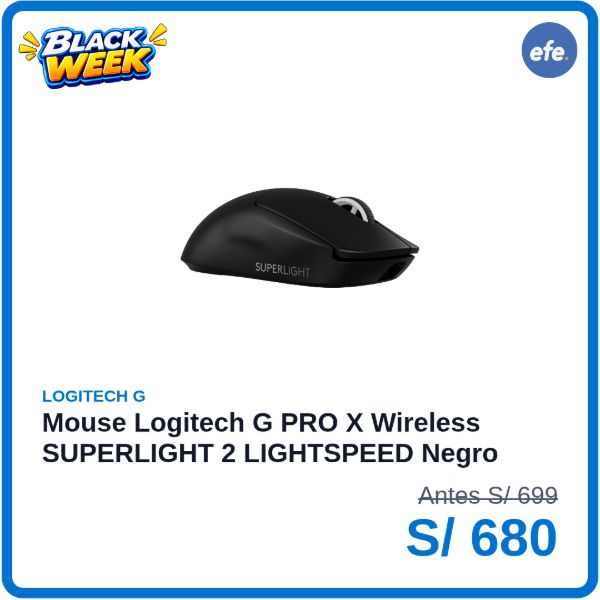 BLACK
WEEK
efe.
SUPERLIGHT
LOGITECH G
Mouse Logitech G PRO X Wireless
SUPERLIGHT 2 LIGHTSPEED Negro
Antes S/ 699
S/ 680